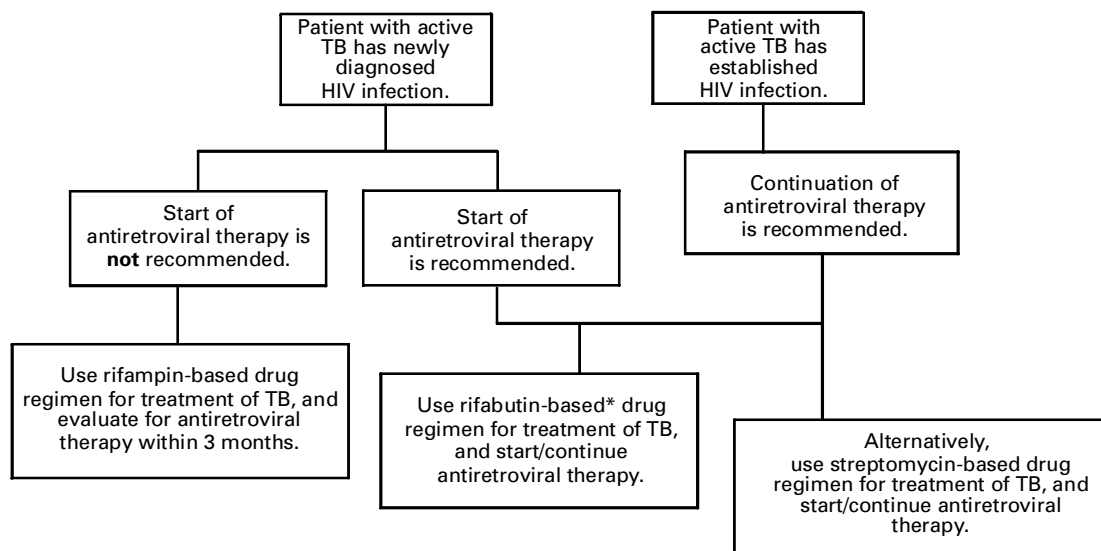 Patient with active
TB has newly
diagnosed
HIV infection.
Patient with
active TB has
established
HIV infection.
Start of
antiretroviral therapy is
not recommended.
Start of
antiretroviral therapy
is recommended.
Continuation of
antiretroviral therapy
is recommended.
Use rifampin-based drug
regimen for treatment of TB, and
evaluate for antiretroviral
therapy within 3 months.
Use rifabutin-based* drug
regimen for treatment of TB,
and start/continue
antiretroviral therapy.
Alternatively,
use streptomycin-based drug
regimen for treatment of TB, and
start/continue antiretroviral
therapy.